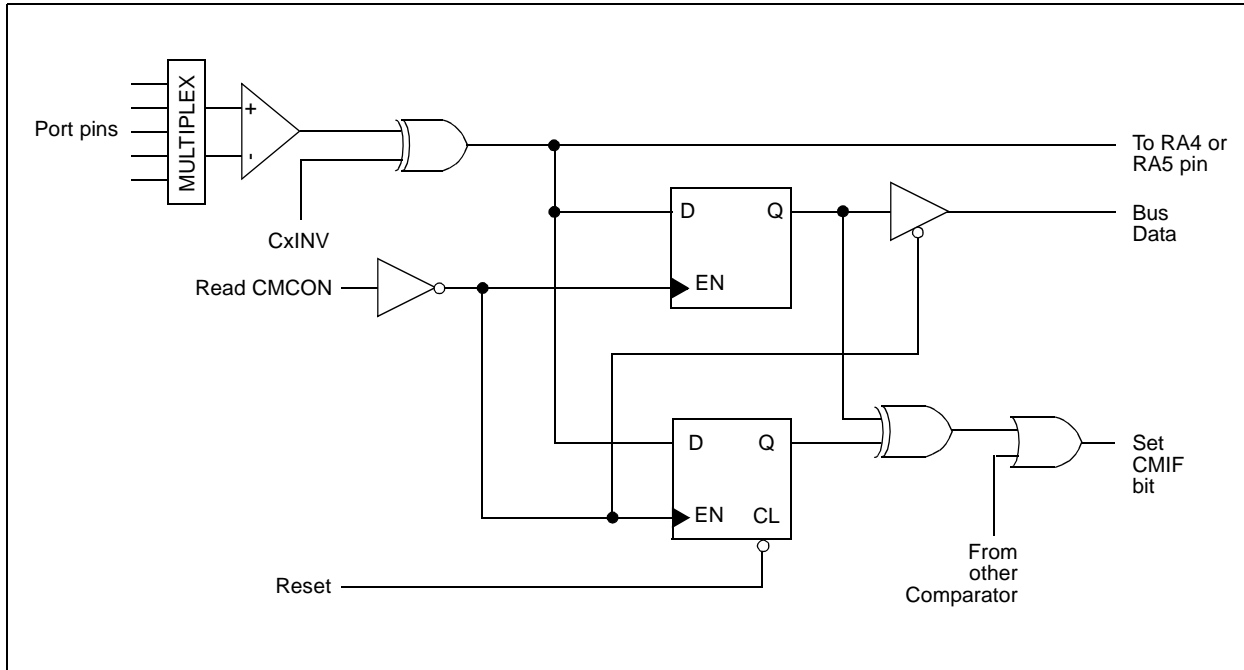 MULTIPLEX
Port pins
+
-
CxINV
To RA4 or
RA5 pin
D
Q
EN
Bus
Data
Read CMCON
D
Q
EN
CL
Set
CMIF
bit
From
other
Comparator
Reset